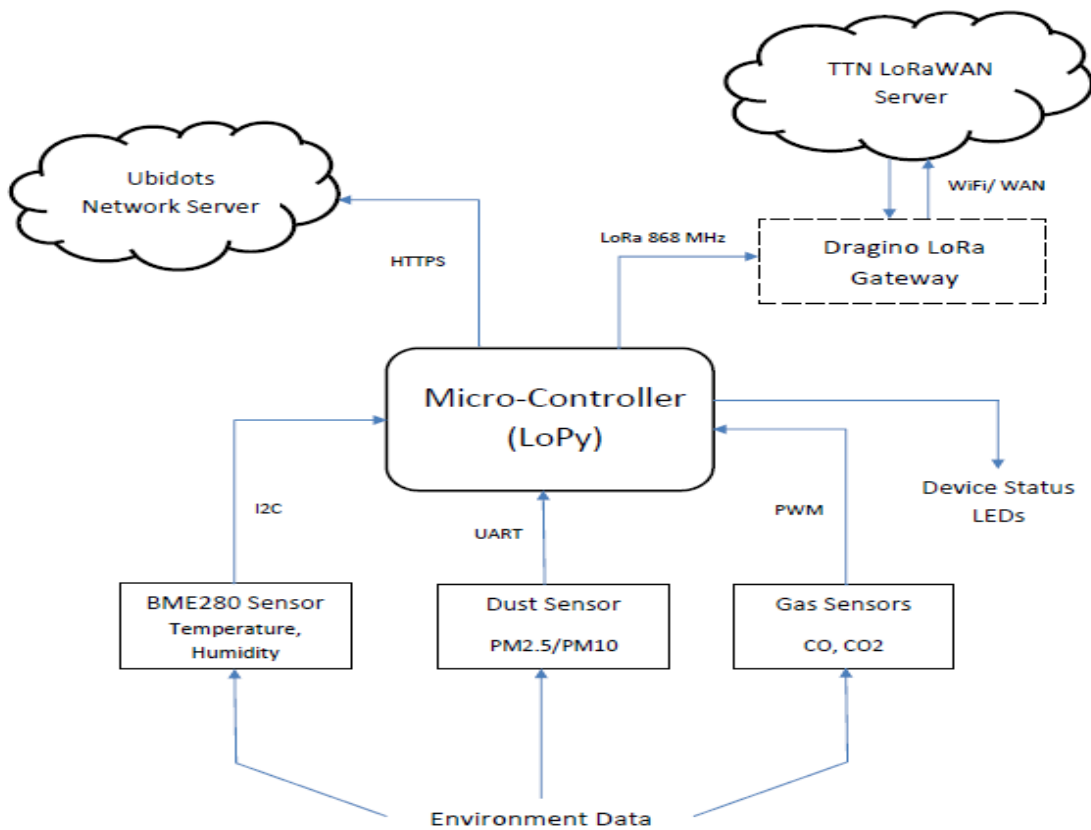 TTN LoRaWAN
Server
Ubidots
Network Server
WiFi/ WAN
LoRa 868 MHz
Dragino LoRa
Gateway
HTTPS
Micro-Controller
(LoPy)
Device Status
LEDs
I2C
UART
PWM
BME280 Sensor
Temperature,
Humidity
Dust Sensor
PM2.5/PM10
Gas Sensors
CO, CO2
Environment Data